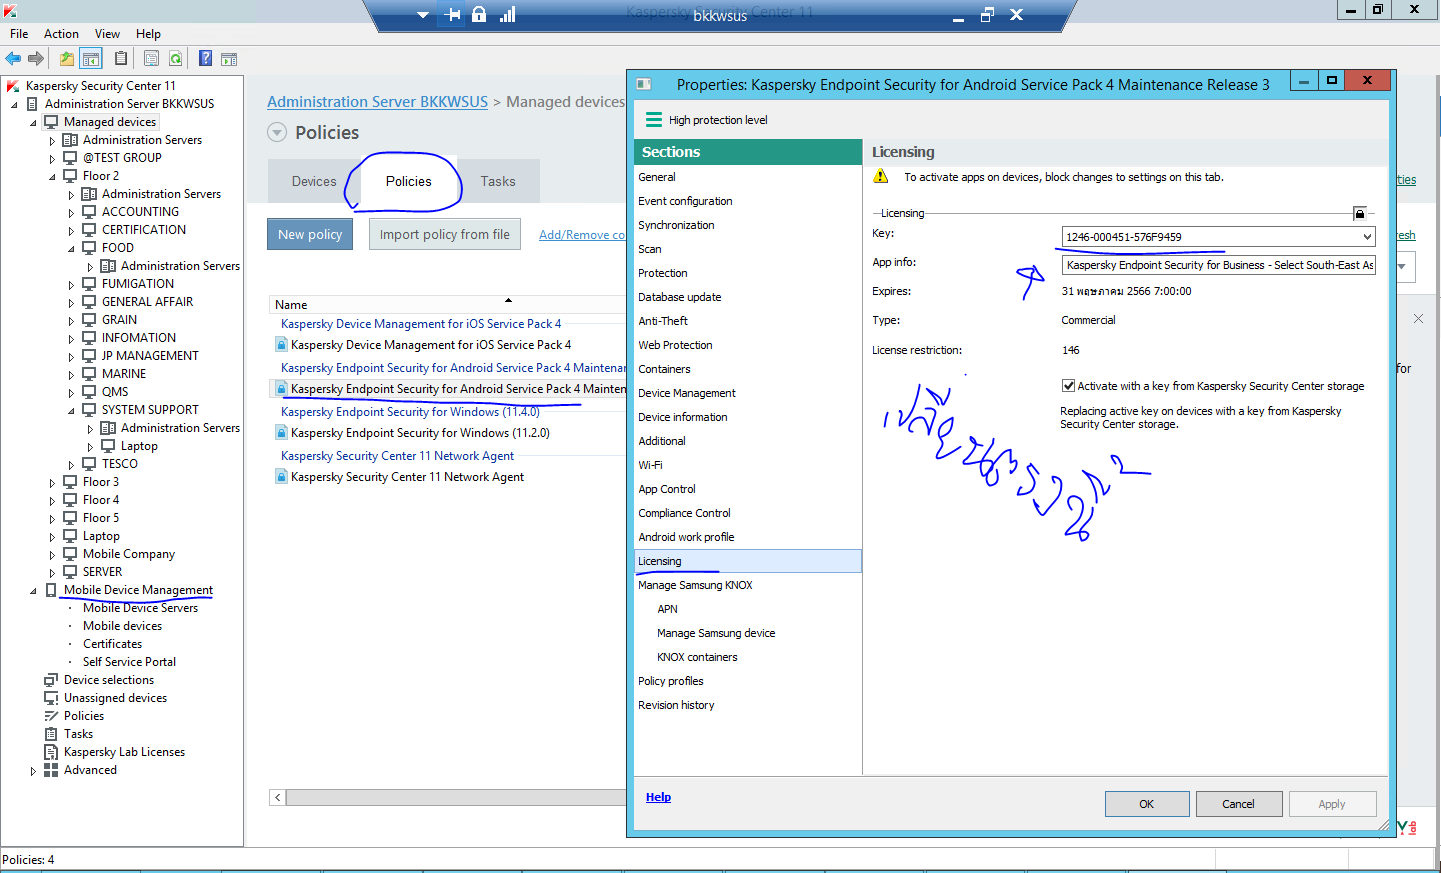 Kaspersky Security Center 11
bkkwsus
File Action View Help
Kaspersky Security Center 11
Administration Server BKKWSUS
Managed devices
Administration Servers
@TEST GROUP
Floor 2
Administration Servers
ACCOUNTING
CERTIFICATION
FOOD
Administration Servers
FUMIGATION
GENERAL AFFAIR
GRAIN
INFOMATION
JP MANAGEMENT
MARINE
QMS
SYSTEM SUPPORT
Administration Servers
Laptop
TESCO
Floor 3
Floor 4
Floor 5
Laptop
Mobile Company
SERVER
Mobile Device Management
Mobile Device Servers
Mobile devices
Certificates
Self Service Portal
Device selections
Unassigned devices
Policies
Tasks
Kaspersky Lab Licenses
Advanced
Policies: 4
Administration Server BKKWSUS > Managed devices
Policies
Devices Policies Tasks
New policy Import policy from file Add/Remove co
Name
Kaspersky Device Management for iOS Service Pack 4
Kaspersky Device Management for iOS Service Pack 4
Kaspersky Endpoint Security for Android Service Pack 4 Maintenan
Kaspersky Endpoint Security for Android Service Pack 4 Mainten
Kaspersky Endpoint Security for Windows (11.4.0)
Kaspersky Endpoint Security for Windows (11.2.0)
Kaspersky Security Center 11 Network Agent
Kaspersky Security Center 11 Network Agent
Properties: Kaspersky Endpoint Security for Android Service Pack 4 Maintenance Release 3
High protection level
Sections
General
Event configuration
Synchronization
Scan
Protection
Database update
Anti-Theft
Web Protection
Containers
Device Management
Device information
Additional
Wi-Fi
App Control
Compliance Control
Android work profile
Licensing
Manage Samsung KNOX
APN
Manage Samsung device
KNOX containers
Policy profiles
Revision history
Licensing
To activate apps on devices, block changes to settings on this tab.
Licensing
Key: 1246-000451-576F9459
App info: Kaspersky Endpoint Security for Business - Select South-East As
Expires: 31 พฤษภาคม 2566 7:00:00
Type: Commercial
License restriction: 146
Activate with a key from Kaspersky Security Center storage
Replacing active key on devices with a key from Kaspersky
Security Center storage.
Help
OK Cancel Apply
ties
esh
for
lab